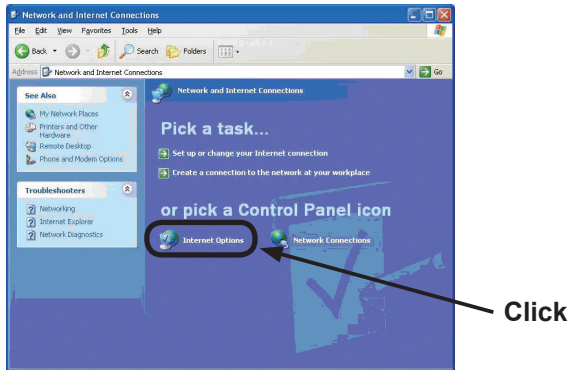 Network and Internet Connections
File Edit View Favorites Tools Help
Back Search Folders
Address Network and Internet Connections Go
See Also
My Network Places
Printers and Other
Hardware
Remote Desktop
Phone and Modem Options
Troubleshooters
Networking
Internet Explorer
Network Diagnostics
Network and Internet Connections
Pick a task...
Set up or change your Internet connection
Create a connection to the network at your workplace
or pick a Control Panel icon
Internet Options
Network Connections
Click